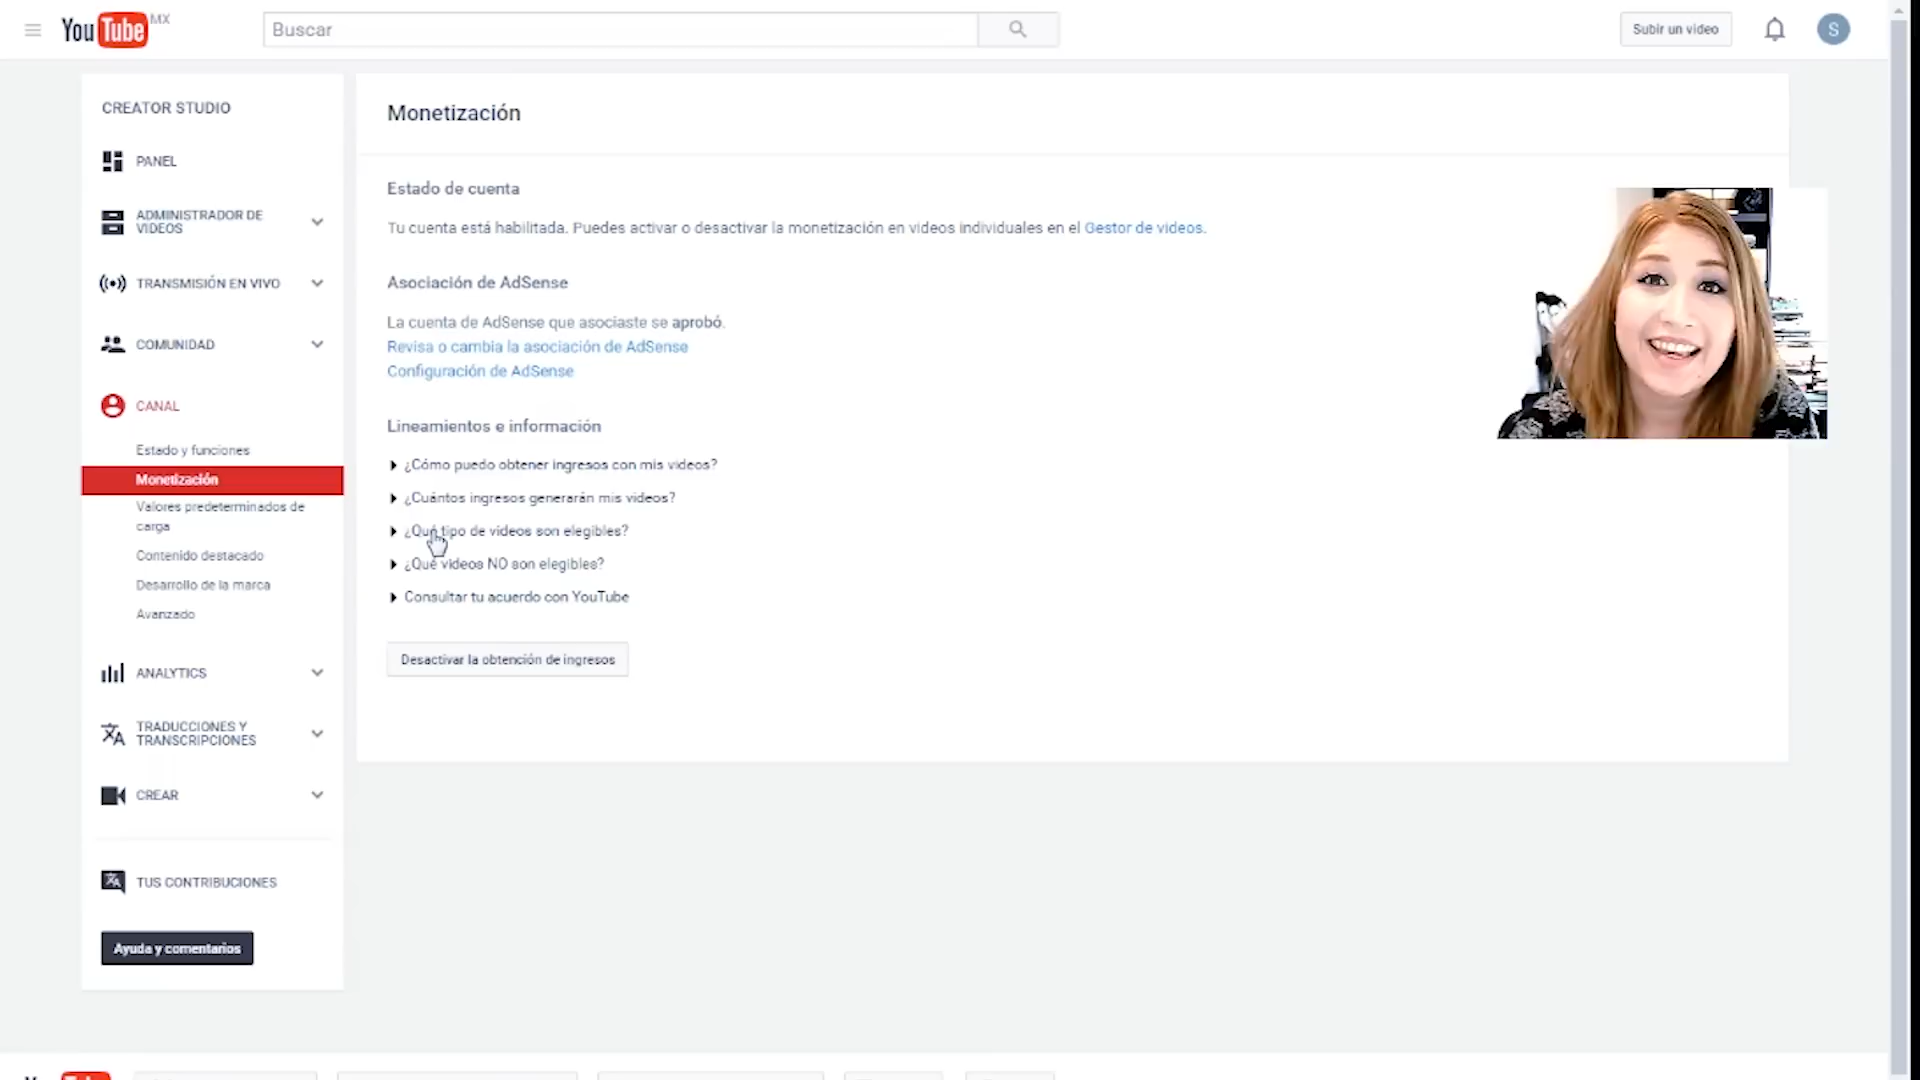 YouTube MX
Buscar
Subir un video
S
CREATOR STUDIO
PANEL
ADMINISTRADOR DE
VIDEOS
TRANSMISIÓN EN VIVO
COMUNIDAD
CANAL
Estado y funciones
Monetización
Valores predeterminados de
carga
Contenido destacado
Desarrollo de la marca
Avanzado
ANALYTICS
TRADUCCIONES Y
TRANSCRIPCIONES
CREAR
TUS CONTRIBUCIONES
Ayuda y comentarios
Monetización
Estado de cuenta
Tu cuenta está habilitada. Puedes activar o desactivar la monetización en videos individuales en el Gestor de videos.
Asociación de AdSense
La cuenta de AdSense que asociaste se aprobó.
Revisa o cambia la asociación de AdSense
Configuración de AdSense
Lineamientos e información
¿Cómo puedo obtener ingresos con mis videos?
¿Cuántos ingresos generarán mis videos?
¿Qué tipo de videos son elegibles?
¿Qué videos NO son elegibles?
Consultar tu acuerdo con YouTube
Desactivar la obtención de ingresos